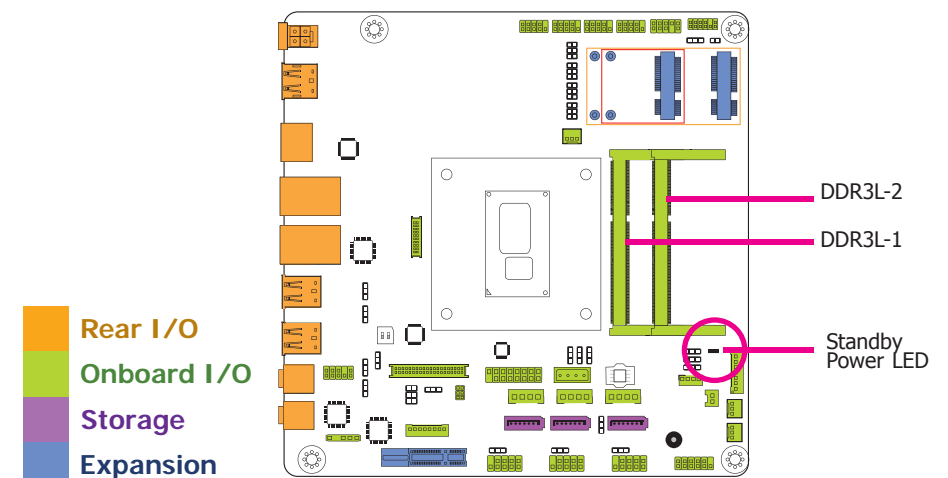 DDR3L-2
DDR3L-1
Standby
Power LED
Rear I/O
Onboard I/O
Storage
Expansion